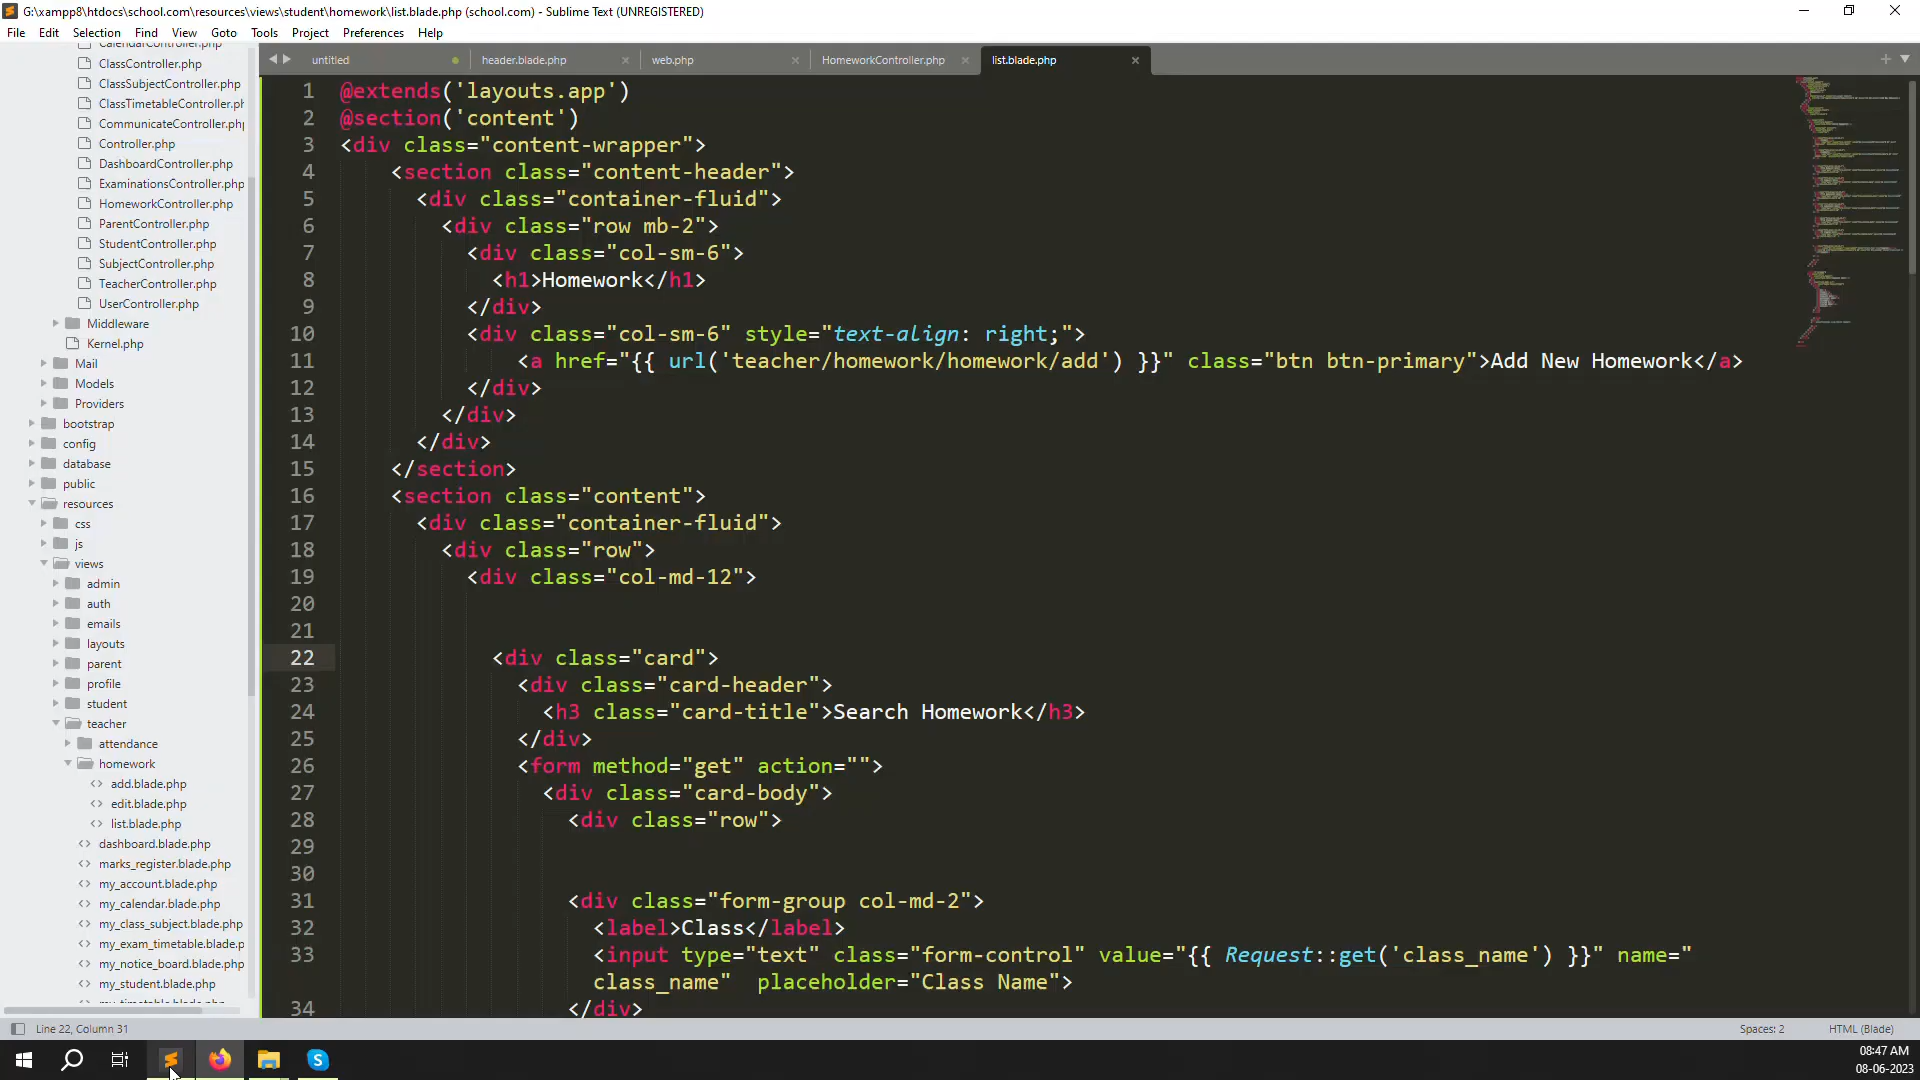 G:\xampp8\htdocs\school.com\resources\views\student\homework\list.blade.php (school.com) - Sublime Text (UNREGISTERED)
File Edit Selection Find View Goto Tools Project Preferences Help
untitled header.blade.php web.php HomeworkController.php list.blade.php
CalendarController.php
ClassController.php
ClassSubjectController.php
ClassTimetableController.ph
CommunicateController.php
Controller.php
DashboardController.php
ExaminationsController.php
HomeworkController.php
ParentController.php
StudentController.php
SubjectController.php
TeacherController.php
UserController.php
Middleware
Kernel.php
Mail
Models
Providers
bootstrap
config
database
public
resources
css
js
views
admin
auth
emails
layouts
parent
profile
student
teacher
attendance
homework
add.blade.php
edit.blade.php
list.blade.php
dashboard.blade.php
marks_register.blade.php
my_account.blade.php
my_calendar.blade.php
my_class_subject.blade.php
my_exam_timetable.blade.p
my_notice_board.blade.php
my_student.blade.php
my_timetable.blade.php
1 @extends('layouts.app')
2 @section('content')
3 <div class="content-wrapper">
4 <section class="content-header">
5 <div class="container-fluid">
6 <div class="row mb-2">
7 <div class="col-sm-6">
8 <h1>Homework</h1>
9 </div>
10 <div class="col-sm-6" style="text-align: right;">
11 <a href="{{ url('teacher/homework/homework/add') }}" class="btn btn-primary">Add New Homework</a>
12 </div>
13 </div>
14 </div>
15 </section>
16 <section class="content">
17 <div class="container-fluid">
18 <div class="row">
19 <div class="col-md-12">
20
21
22 <div class="card">
23 <div class="card-header">
24 <h3 class="card-title">Search Homework</h3>
25 </div>
26 <form method="get" action="">
27 <div class="card-body">
28 <div class="row">
29
30
31 <div class="form-group col-md-2">
32 <label>Class</label>
33 <input type="text" class="form-control" value="{{ Request::get('class_name') }}" name="
class_name"  placeholder="Class Name">
34 </div>
Line 22, Column 31 Spaces: 2 HTML (Blade)
08:47 AM
08-06-2023